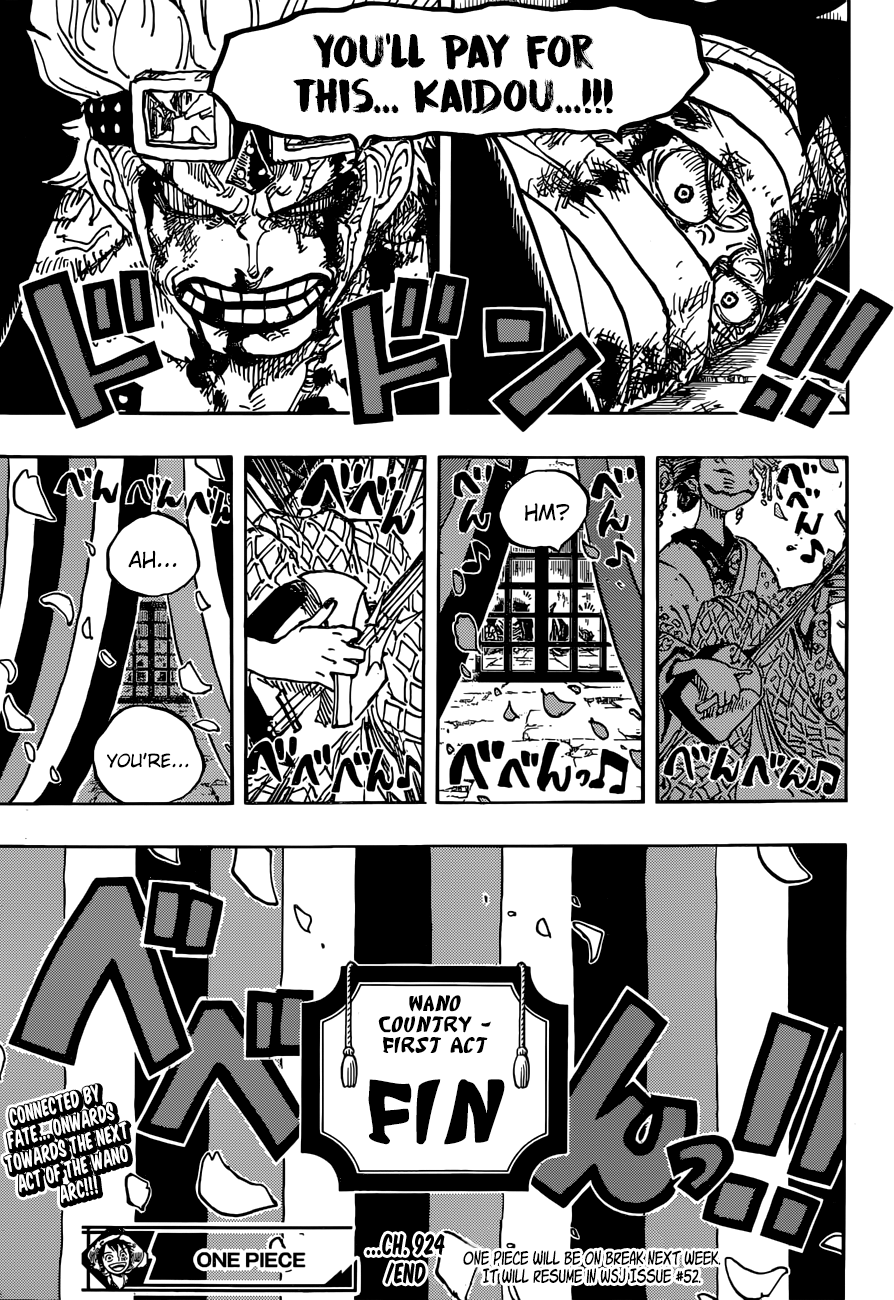 YOU'LL PAY FOR
THIS... KAIDOU...!!!
ドドン!!
べべん♪
HM?
べん♪
べべんっ♫
べべん
べべべん♪
べんべんべん
AH...
YOU'RE...
べんべん♫
べべべんっ!!
WANO
COUNTRY -
FIRST ACT
FIN
CONNECTED BY
FATE... ONWARDS
TOWARDS THE NEXT
ACT OF THE WANO
ARC!!!
ONE PIECE
...CH. 924
/END
ONE PIECE WILL BE ON BREAK NEXT WEEK.
IT WILL RESUME IN WSJ ISSUE #52.